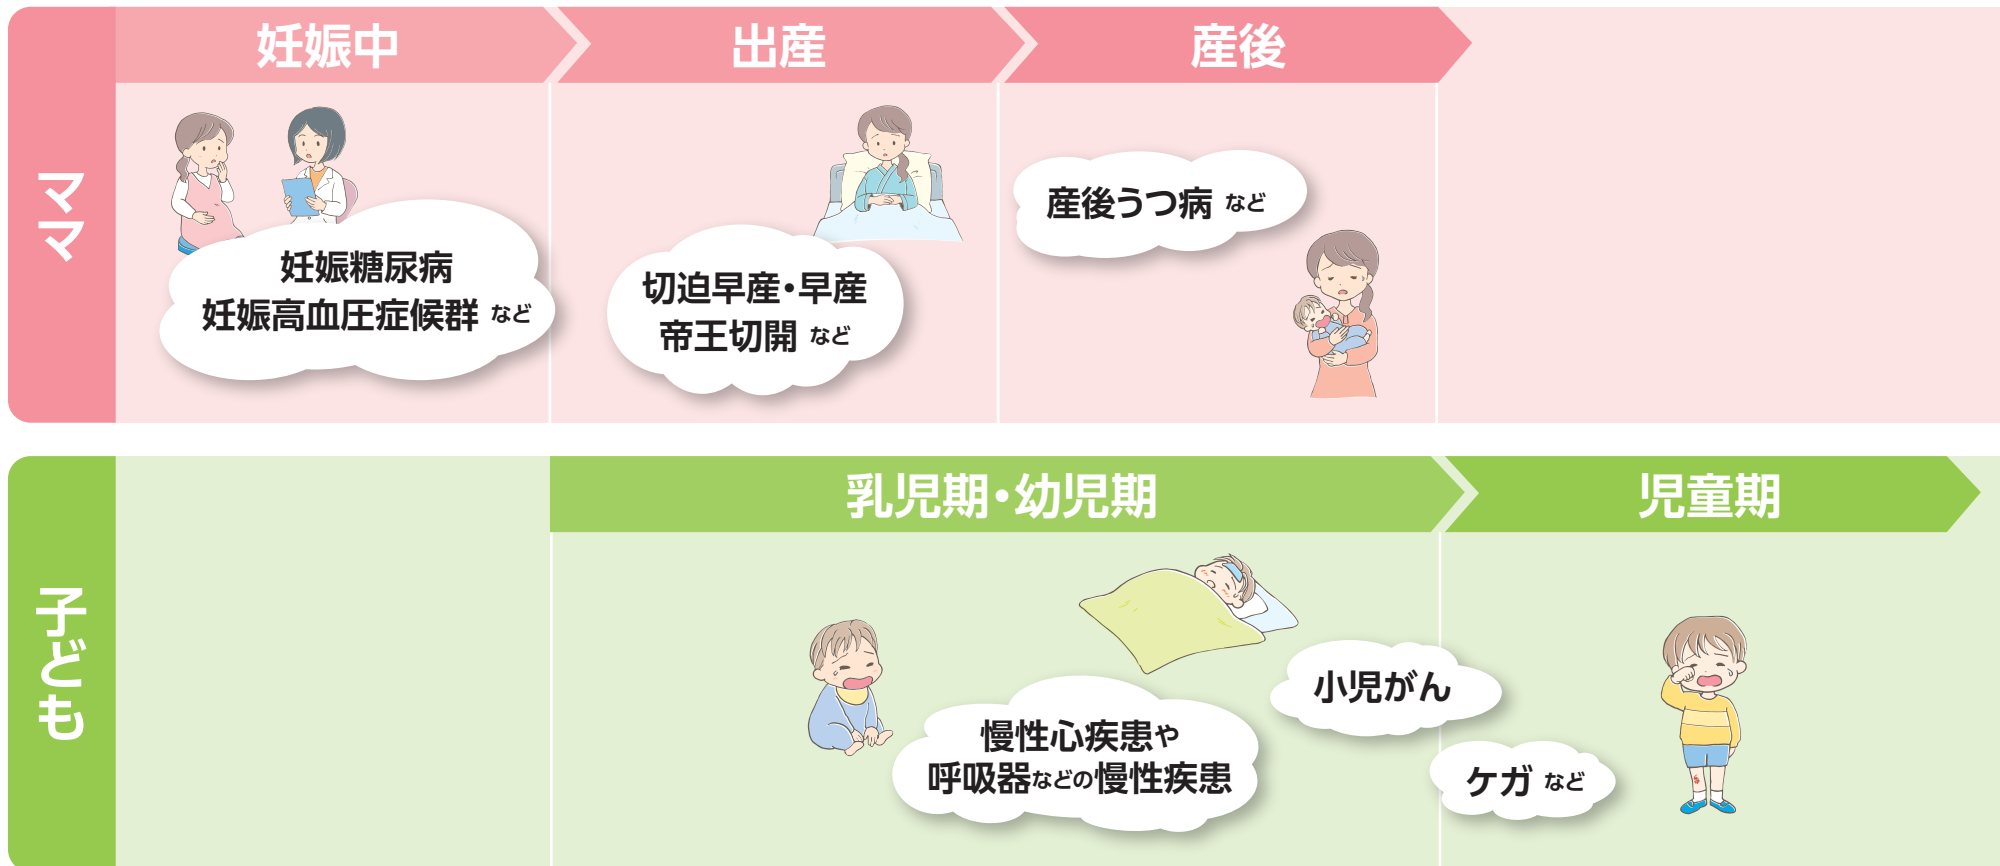 ママ
妊娠中
出産
産後
妊娠糖尿病
妊娠高血圧症候群 など
切迫早産・早産
帝王切開 など
産後うつ病 など
子ども
乳児期・幼児期
児童期
慢性心疾患や
呼吸器などの慢性疾患
小児がん
ケガ など